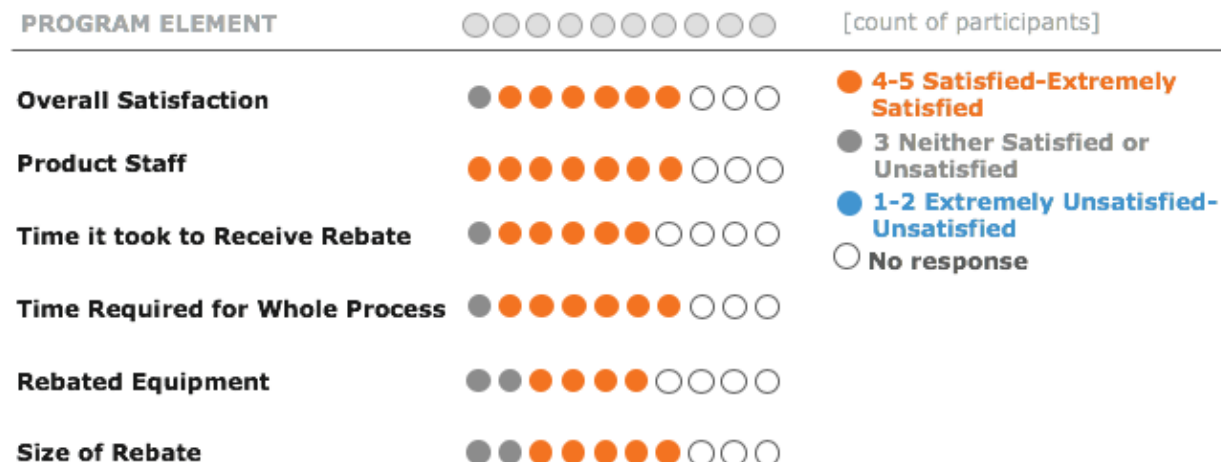 PROGRAM ELEMENT
[count of participants]
Overall Satisfaction
Product Staff
Time it took to Receive Rebate
Time Required for Whole Process
Rebated Equipment
Size of Rebate
4-5 Satisfied-Extremely
Satisfied
3 Neither Satisfied or
Unsatisfied
1-2 Extremely Unsatisfied-
Unsatisfied
No response